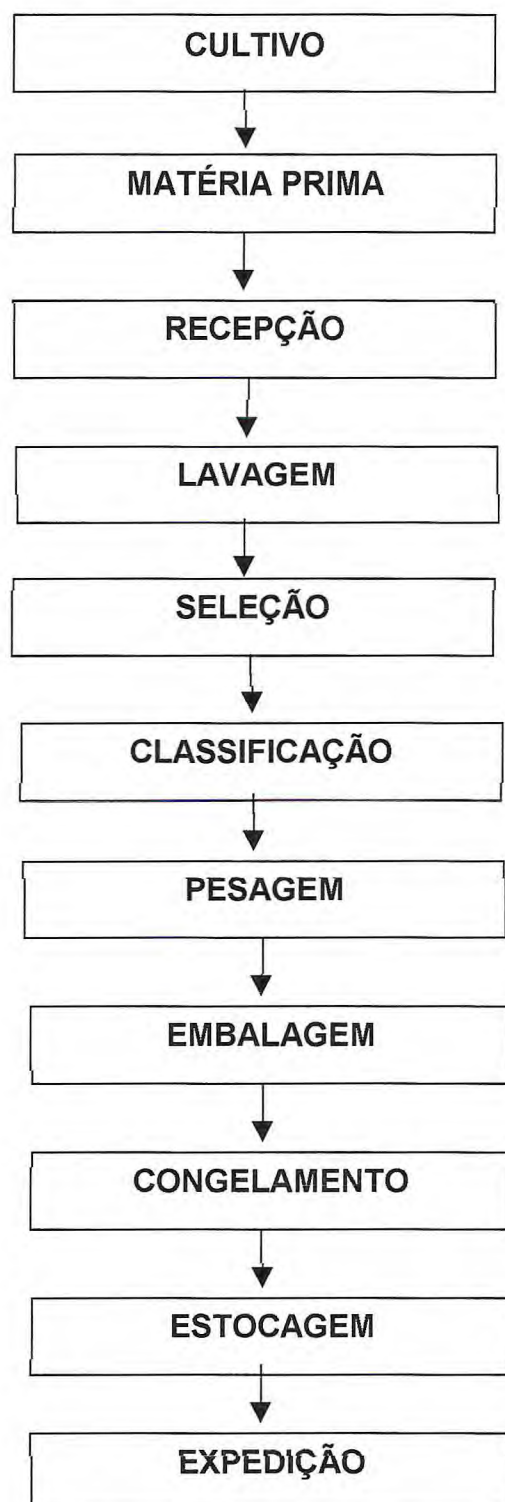 CULTIVO
MATÉRIA PRIMA
RECEPÇÃO
LAVAGEM
SELEÇÃO
CLASSIFICAÇÃO
PESAGEM
EMBALAGEM
CONGELAMENTO
ESTOCAGEM
EXPEDIÇÃO